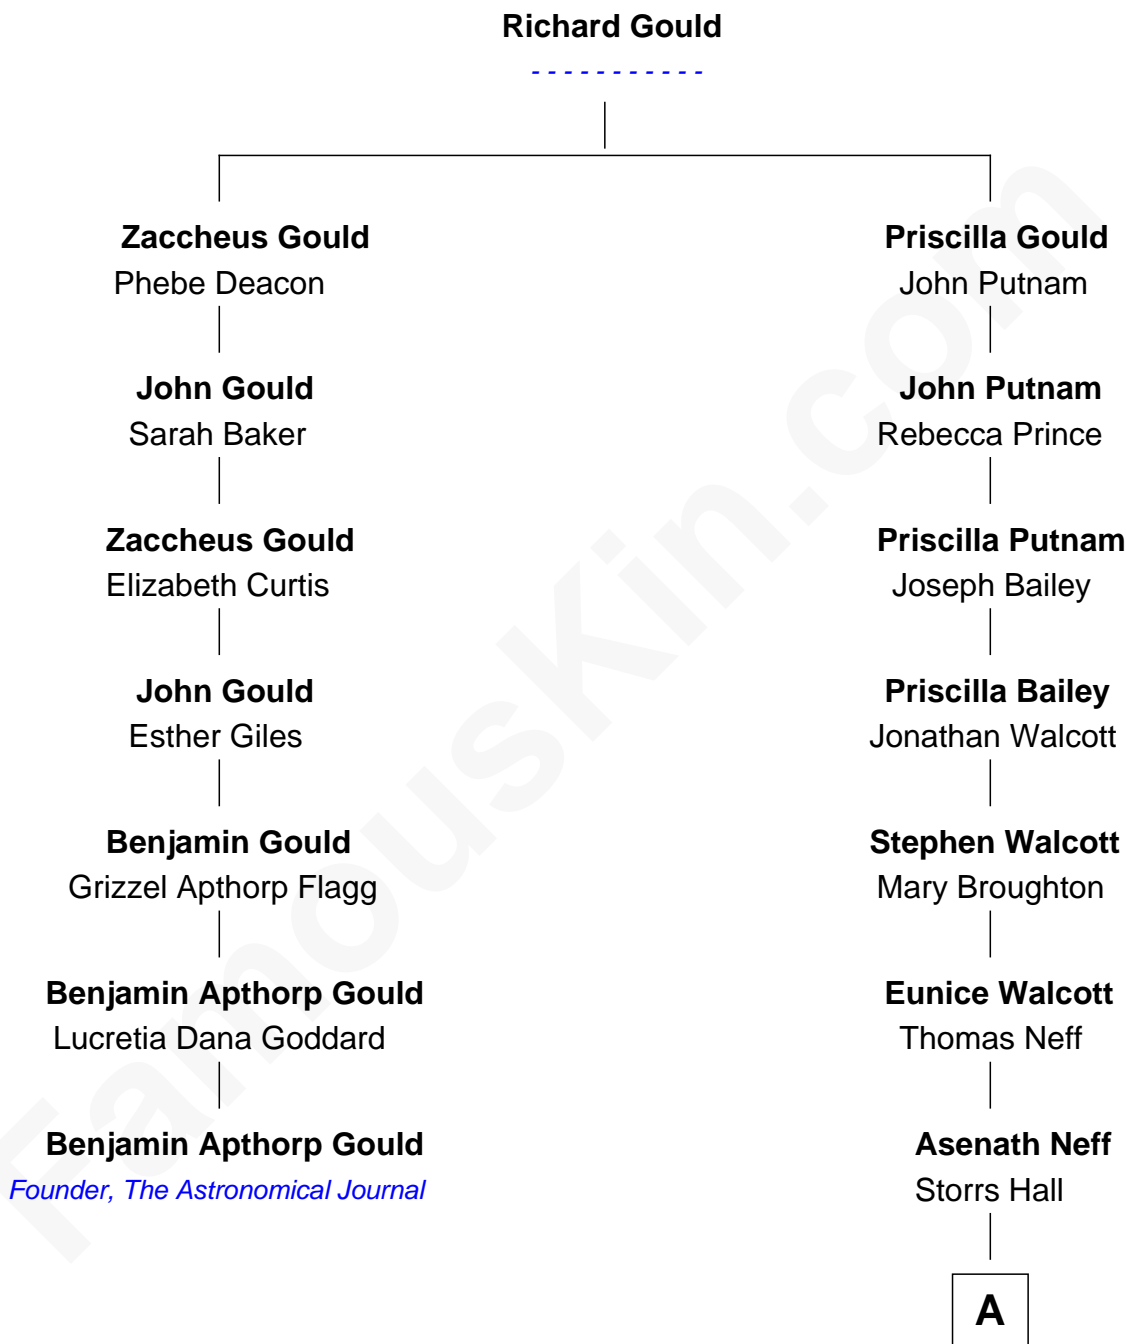 Richard Gould
- - - - - - - - - - -
Zaccheus Gould
Phebe Deacon
John Gould
Sarah Baker
Zaccheus Gould
Elizabeth Curtis
John Gould
Esther Giles
Benjamin Gould
Grizzel Apthorp Flagg
Benjamin Apthorp Gould
Lucretia Dana Goddard
Benjamin Apthorp Gould
Founder, The Astronomical Journal
Priscilla Gould
John Putnam
John Putnam
Rebecca Prince
Priscilla Putnam
Joseph Bailey
Priscilla Bailey
Jonathan Walcott
Stephen Walcott
Mary Broughton
Eunice Walcott
Thomas Neff
Asenath Neff
Storrs Hall
A
FamousKin.com